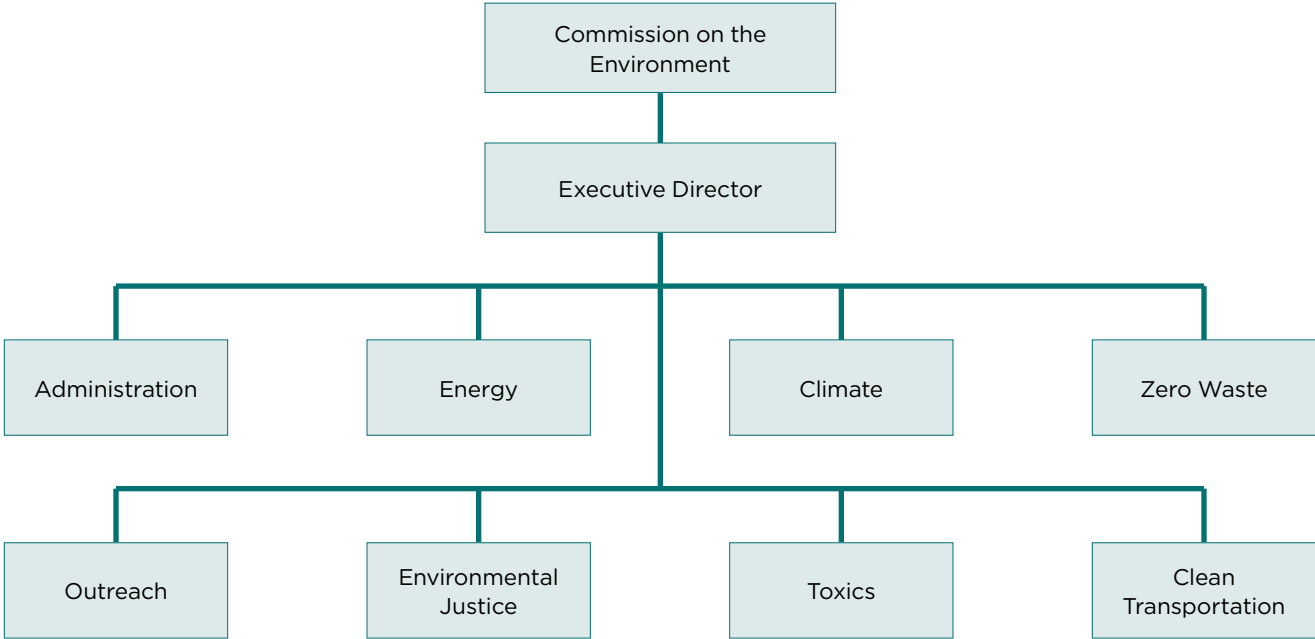 Commission on the
Environment
Executive Director
Administration
Energy
Climate
Zero Waste
Outreach
Environmental
Justice
Toxics
Clean
Transportation